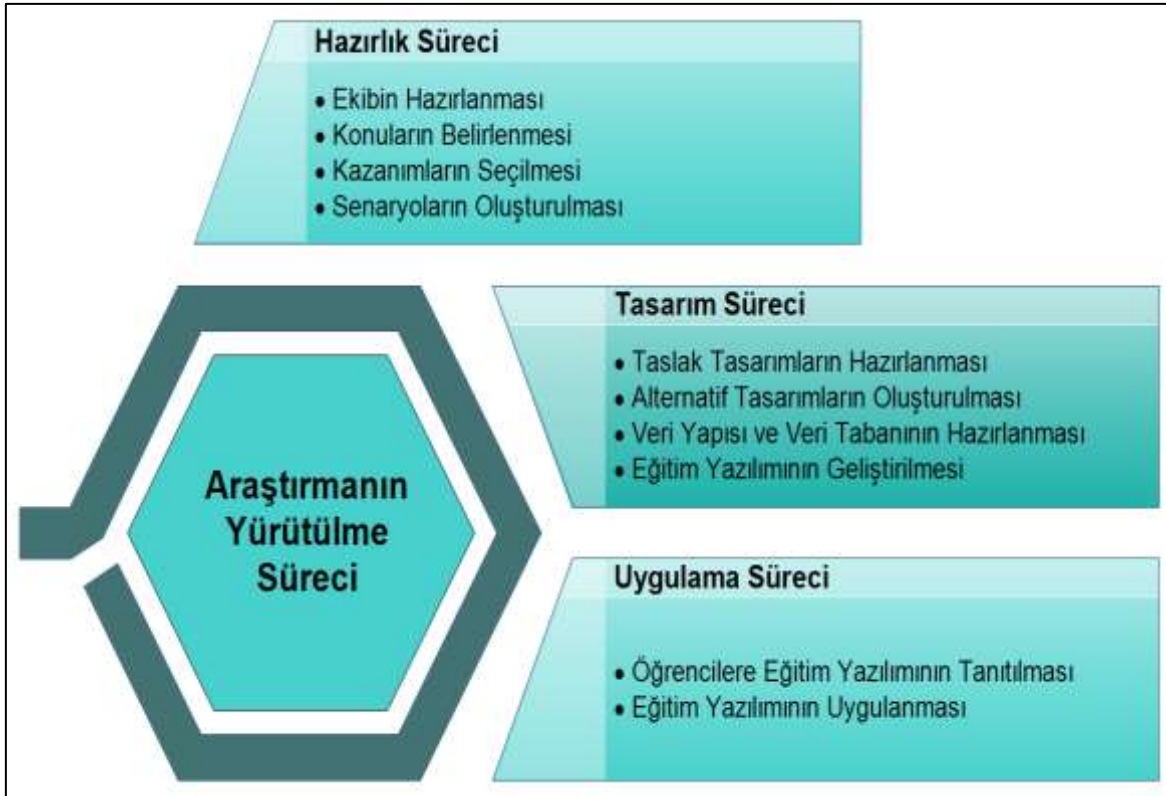 Hazırlık Süreci
• Ekibin Hazırlanması
• Konuların Belirlenmesi
• Kazanımların Seçilmesi
• Senaryoların Oluşturulması
Tasarım Süreci
• Taslak Tasarımların Hazırlanması
• Alternatif Tasarımların Oluşturulması
• Veri Yapısı ve Veri Tabanının Hazırlanması
• Eğitim Yazılımının Geliştirilmesi
Araştırmanın
Yürütülme
Süreci
Uygulama Süreci
• Öğrencilere Eğitim Yazılımının Tanıtılması
• Eğitim Yazılımının Uygulanması